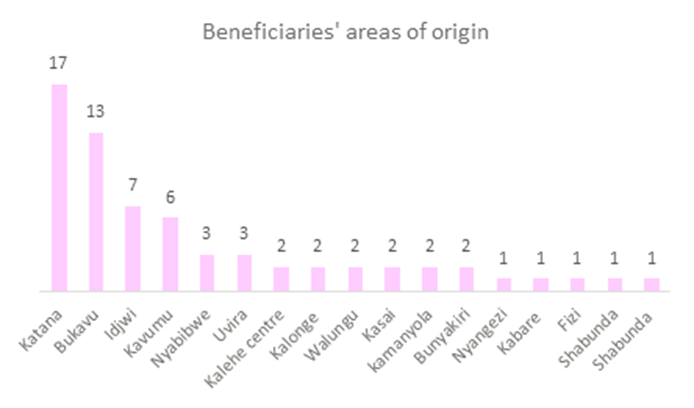 Beneficiaries' areas of origin
17
13
7
6
3
3
2
2
2
2
2
2
1
1
1
1
1
Katana
Bukavu
Idjwi
Kavumu
Nyabibwe
Uvira
Kalehe centre
Kalonge
Walungu
Kasai
kamanyola
Bunyakiri
Nyangezi
Kabare
Fizi
Shabunda
Shabunda